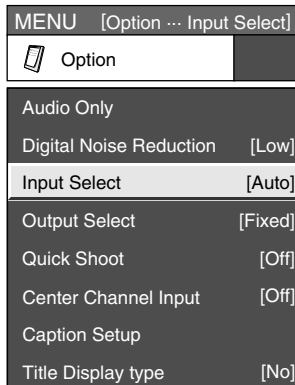 MENU [Option ··· Input Select]
Option
Audio Only
Digital Noise Reduction [Low]
Input Select [Auto]
Output Select [Fixed]
Quick Shoot [Off]
Center Channel Input [Off]
Caption Setup
Title Display type [No]